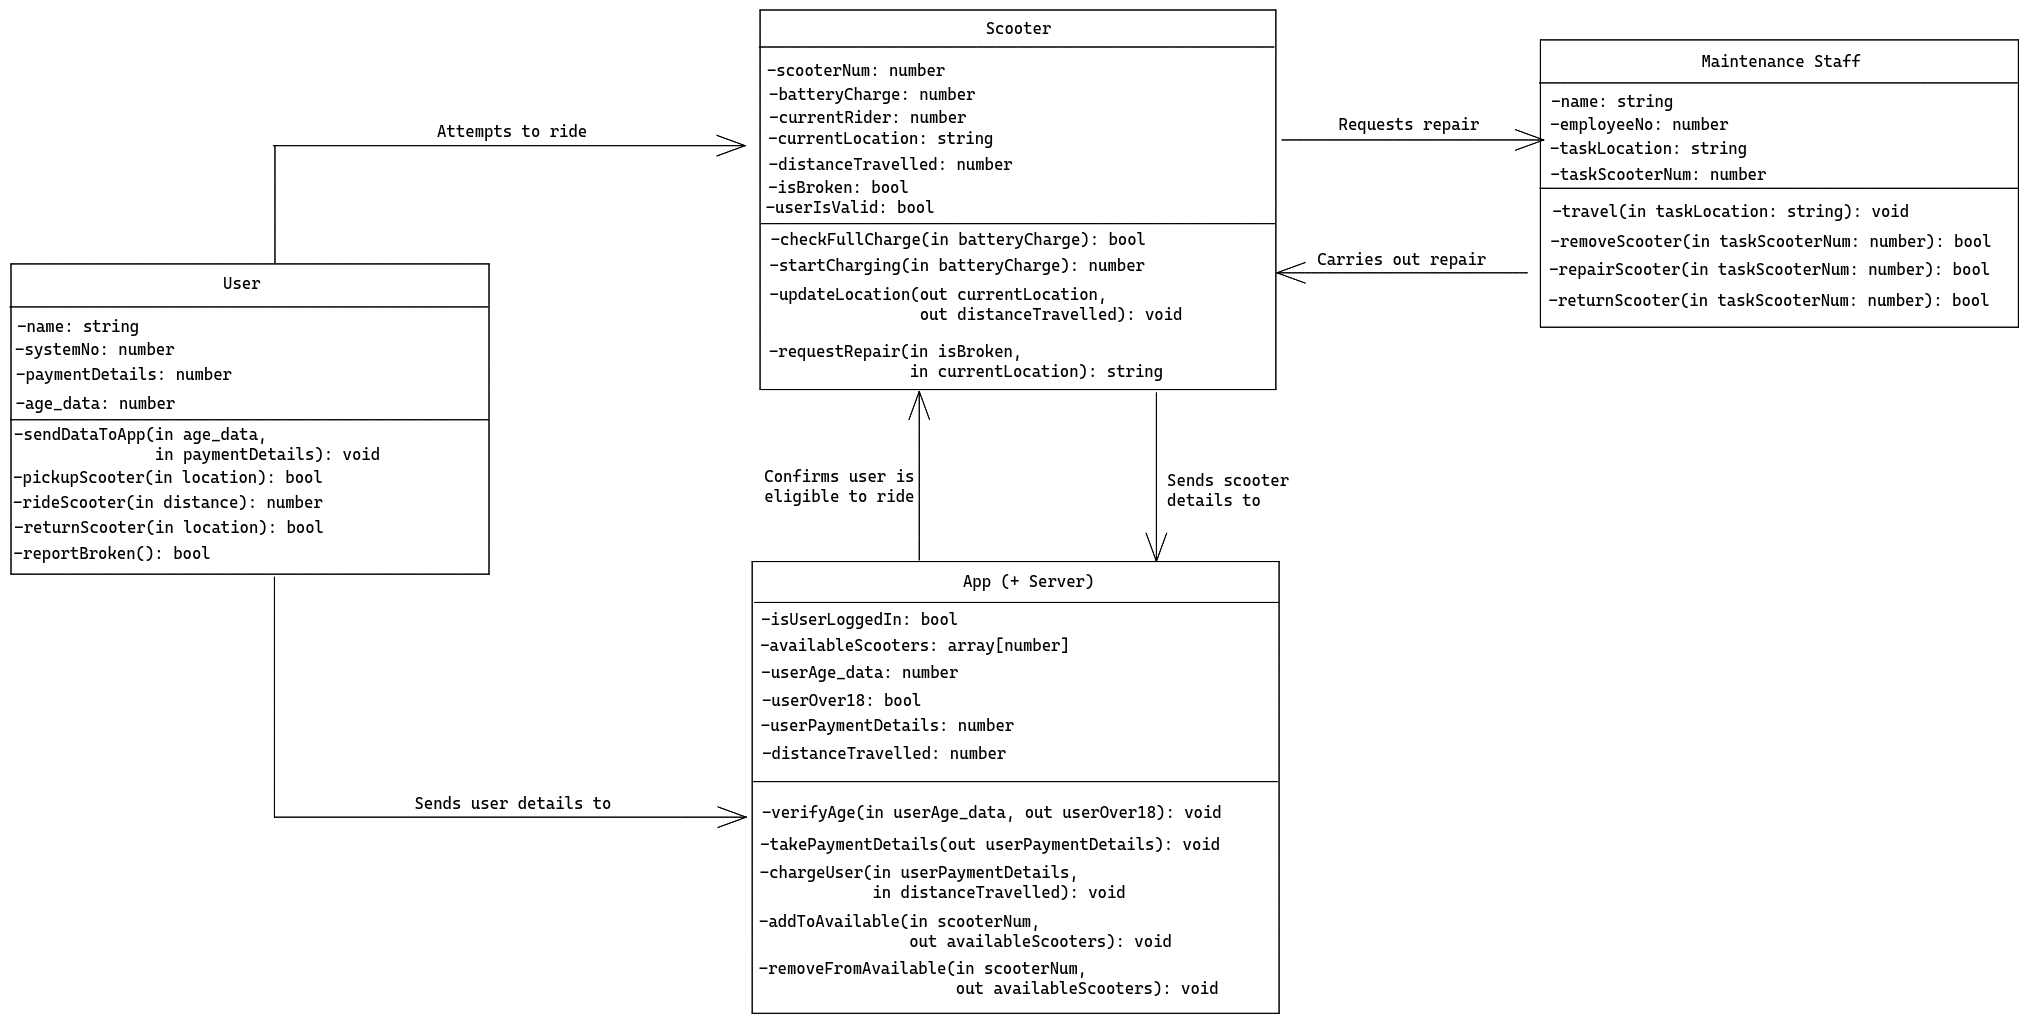 Scooter
-scooterNum: number
-batteryCharge: number
-currentRider: number
-currentLocation: string
-distanceTravelled: number
-isBroken: bool
-userIsValid: bool
-checkFullCharge(in batteryCharge): bool
-startCharging(in batteryCharge): number
-updateLocation(out currentLocation,
out distanceTravelled): void
-requestRepair(in isBroken,
in currentLocation): string
Maintenance Staff
-name: string
-employeeNo: number
-taskLocation: string
-taskScooterNum: number
-travel(in taskLocation: string): void
-removeScooter(in taskScooterNum: number): bool
-repairScooter(in taskScooterNum: number): bool
-returnScooter(in taskScooterNum: number): bool
Attempts to ride
Requests repair
Carries out repair
User
-name: string
-systemNo: number
-paymentDetails: number
-age_data: number
-sendDataToApp(in age_data,
in paymentDetails): void
-pickupScooter(in location): bool
-rideScooter(in distance): number
-returnScooter(in location): bool
-reportBroken(): bool
Confirms user is
eligible to ride
Sends scooter
details to
Sends user details to
App (+ Server)
-isUserLoggedIn: bool
-availableScooters: array[number]
-userAge_data: number
-userOver18: bool
-userPaymentDetails: number
-distanceTravelled: number
-verifyAge(in userAge_data, out userOver18): void
-takePaymentDetails(out userPaymentDetails): void
-chargeUser(in userPaymentDetails,
in distanceTravelled): void
-addToAvailable(in scooterNum,
out availableScooters): void
-removeFromAvailable(in scooterNum,
out availableScooters): void